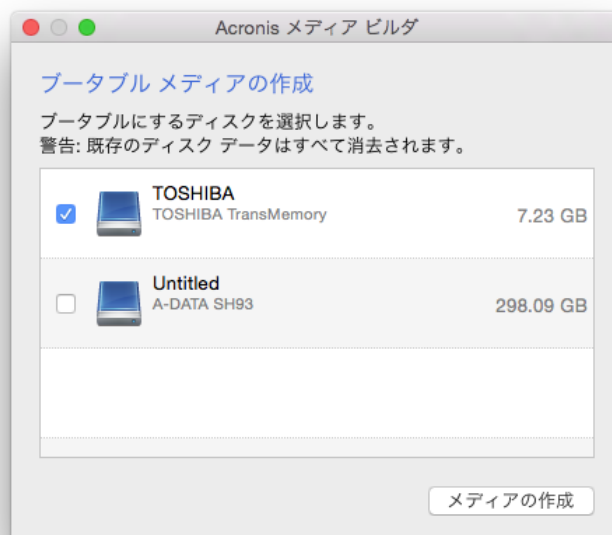 Acronis メディア ビルダ
ブータブル メディアの作成
ブータブルにするディスクを選択します。
警告: 既存のディスク データはすべて消去されます。
TOSHIBA
TOSHIBA TransMemory
7.23 GB
Untitled
A-DATA SH93
298.09 GB
メディアの作成